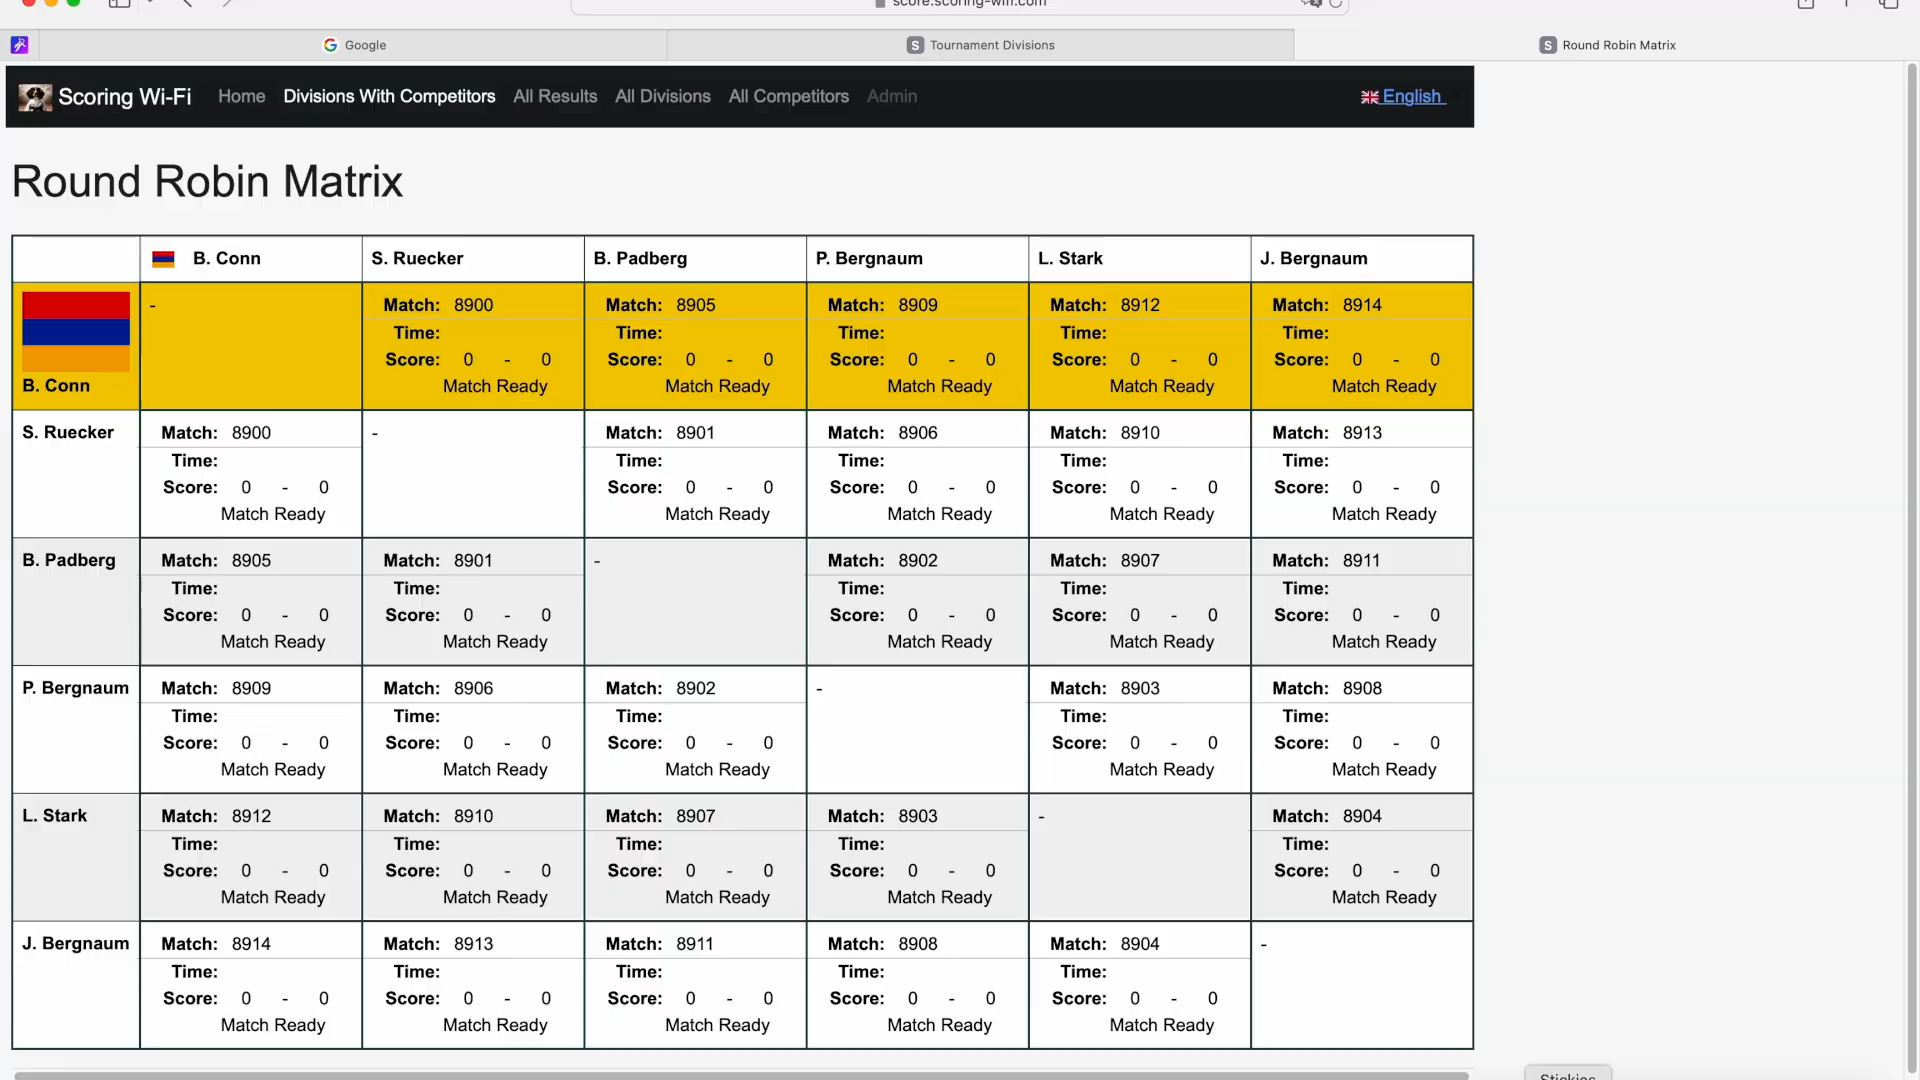 score.scoring-wifi.com
Google
S Tournament Divisions
S Round Robin Matrix
Scoring Wi-Fi Home Divisions With Competitors All Results All Divisions All Competitors Admin English
Round Robin Matrix
B. Conn S. Ruecker B. Padberg P. Bergnaum L. Stark J. Bergnaum
- Match: 8900 Match: 8905 Match: 8909 Match: 8912 Match: 8914
Time: Time: Time: Time: Time:
Score: 0 - 0 Score: 0 - 0 Score: 0 - 0 Score: 0 - 0 Score: 0 - 0
B. Conn Match Ready Match Ready Match Ready Match Ready Match Ready
S. Ruecker Match: 8900 - Match: 8901 Match: 8906 Match: 8910 Match: 8913
Time: Time: Time: Time: Time:
Score: 0 - 0 Score: 0 - 0 Score: 0 - 0 Score: 0 - 0 Score: 0 - 0
Match Ready Match Ready Match Ready Match Ready Match Ready
B. Padberg Match: 8905 Match: 8901 - Match: 8902 Match: 8907 Match: 8911
Time: Time: Time: Time: Time:
Score: 0 - 0 Score: 0 - 0 Score: 0 - 0 Score: 0 - 0 Score: 0 - 0
Match Ready Match Ready Match Ready Match Ready Match Ready
P. Bergnaum Match: 8909 Match: 8906 Match: 8902 - Match: 8903 Match: 8908
Time: Time: Time: Time: Time:
Score: 0 - 0 Score: 0 - 0 Score: 0 - 0 Score: 0 - 0 Score: 0 - 0
Match Ready Match Ready Match Ready Match Ready Match Ready
L. Stark Match: 8912 Match: 8910 Match: 8907 Match: 8903 - Match: 8904
Time: Time: Time: Time: Time:
Score: 0 - 0 Score: 0 - 0 Score: 0 - 0 Score: 0 - 0 Score: 0 - 0
Match Ready Match Ready Match Ready Match Ready Match Ready
J. Bergnaum Match: 8914 Match: 8913 Match: 8911 Match: 8908 Match: 8904 -
Time: Time: Time: Time: Time:
Score: 0 - 0 Score: 0 - 0 Score: 0 - 0 Score: 0 - 0 Score: 0 - 0
Match Ready Match Ready Match Ready Match Ready Match Ready
Stickies